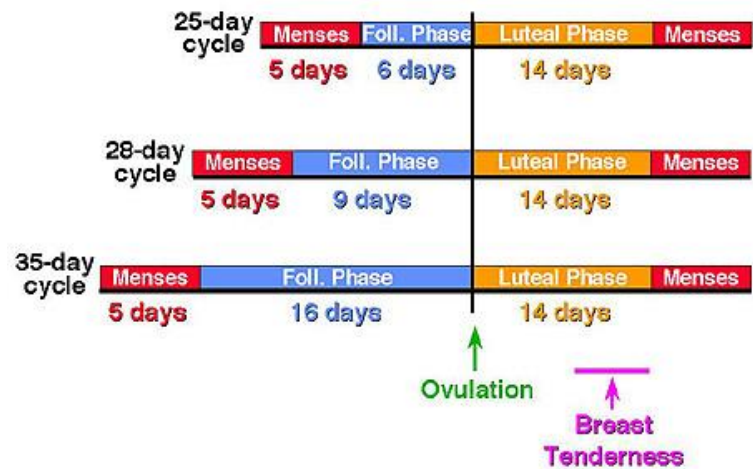 25-day
cycle
Menses Foll. Phase Luteal Phase Menses
5 days 6 days 14 days
28-day
cycle
Menses Foll. Phase Luteal Phase Menses
5 days 9 days 14 days
35-day
cycle
Menses Foll. Phase Luteal Phase Menses
5 days 16 days 14 days
Ovulation
Breast
Tenderness